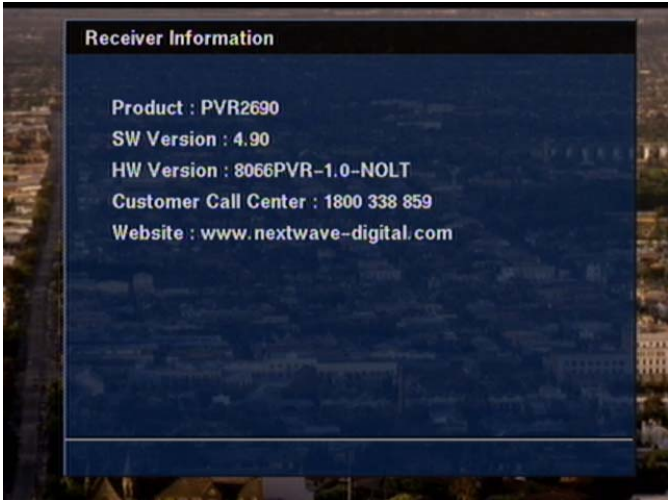 Receiver Information
Product : PVR2690
SW Version : 4.90
HW Version : 8066PVR-1.0-NOLT
Customer Call Center : 1800 338 859
Website : www.nextwave-digital.com